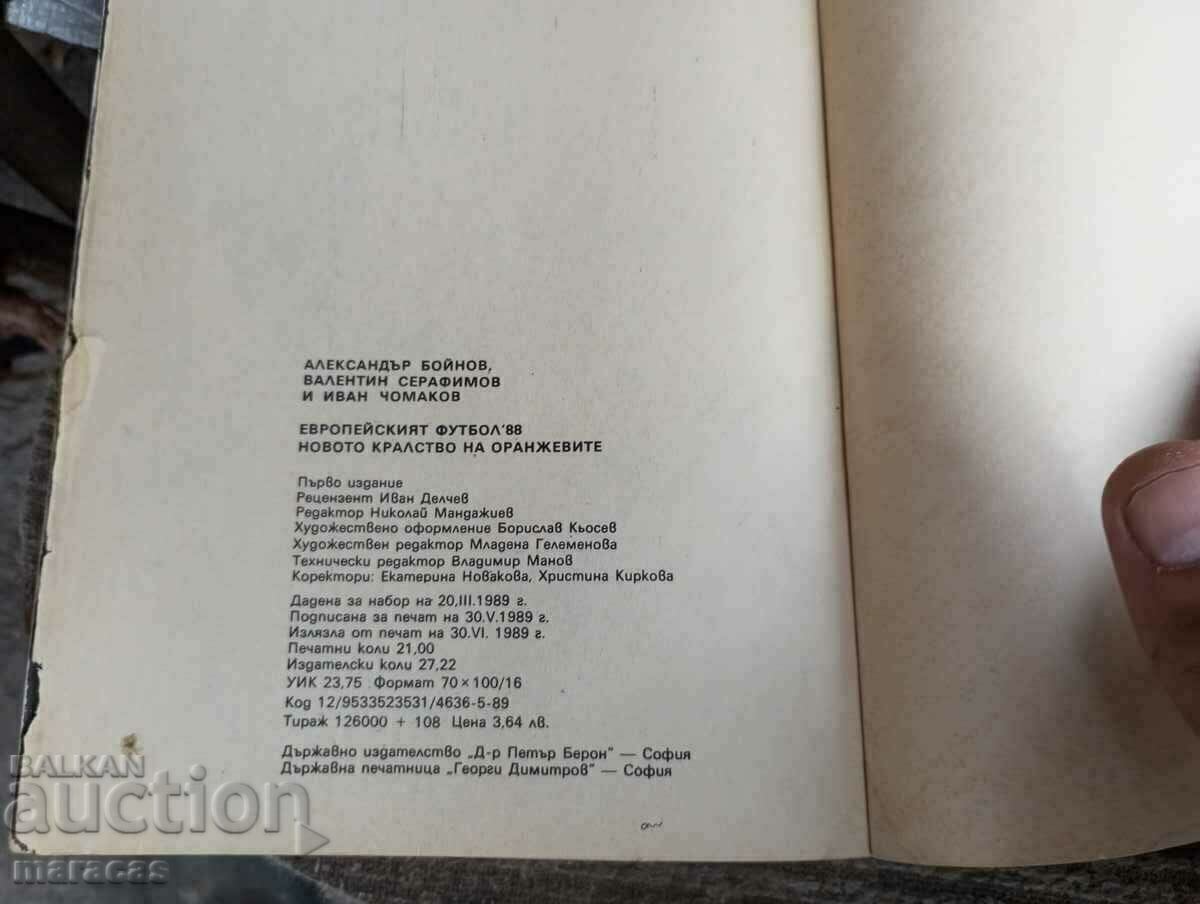 АЛЕКСАНДЪР БОЙНОВ,
ВАЛЕНТИН СЕРАФИМОВ
И ИВАН ЧОМАКОВ
ЕВРОПЕЙСКИЯТ ФУТБОЛ'88
НОВОТО КРАЛСТВО НА ОРАНЖЕВИТЕ
Първо издание
Рецензент Иван Делчев
Редактор Николай Мандажиев
Художествено оформление Борислав Кьосев
Художествен редактор Младена Гелеменова
Технически редактор Владимир Манов
Коректори: Екатерина Новакова, Христина Киркова
Дадена за набор на 20.III.1989 г.
Подписана за печат на 30.V.1989 г.
Излязла от печат на 30.VI. 1989 г.
Печатни коли 21,00
Издателски коли 27,22
УИК 23,75 Формат 70×100/16
Код 12/9533523531/4636-5-89
Тираж 126000 + 108 Цена 3,64 лв.
Държавно издателство „Д-р Петър Берон" — София
Държавна печатница „Георги Димитров" — София
BALKAN
auction
maracas